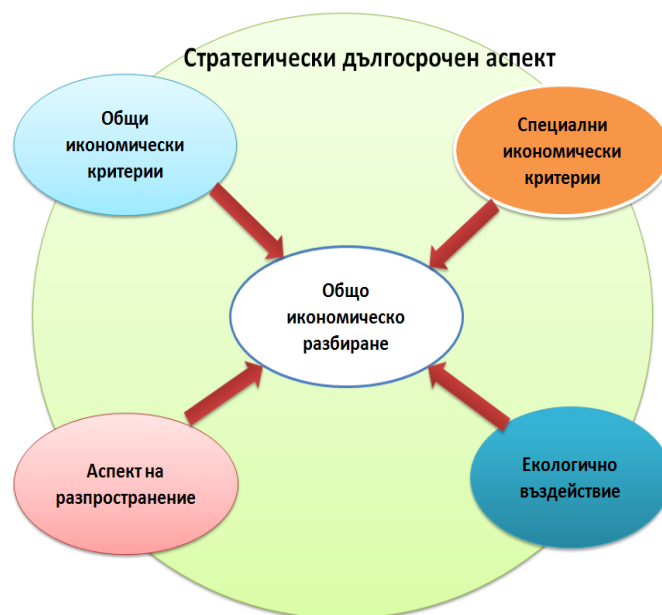 Стратегически дългосрочен аспект
Общи
икономически
критерии
Специални
икономически
критерии
Общо
икономическо
разбиране
Аспект на
разпространение
Екологично
въздействие